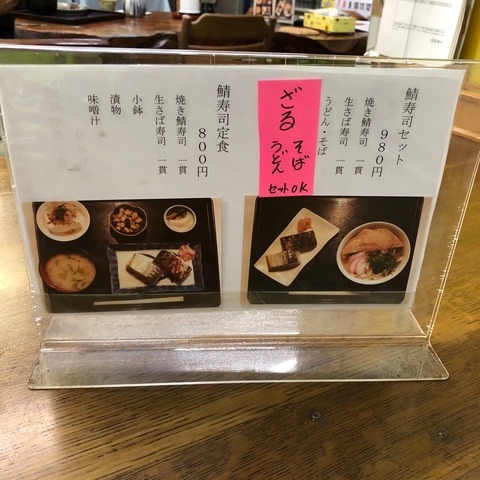 鯖寿司セット
980円
焼き鯖寿司 一貫
生さば寿司 一貫
うどん・そば
ざる
そば
うどん
セットOK
鯖寿司定食
800円
焼き鯖寿司 一貫
生さば寿司 一貫
小鉢
漬物
味噌汁